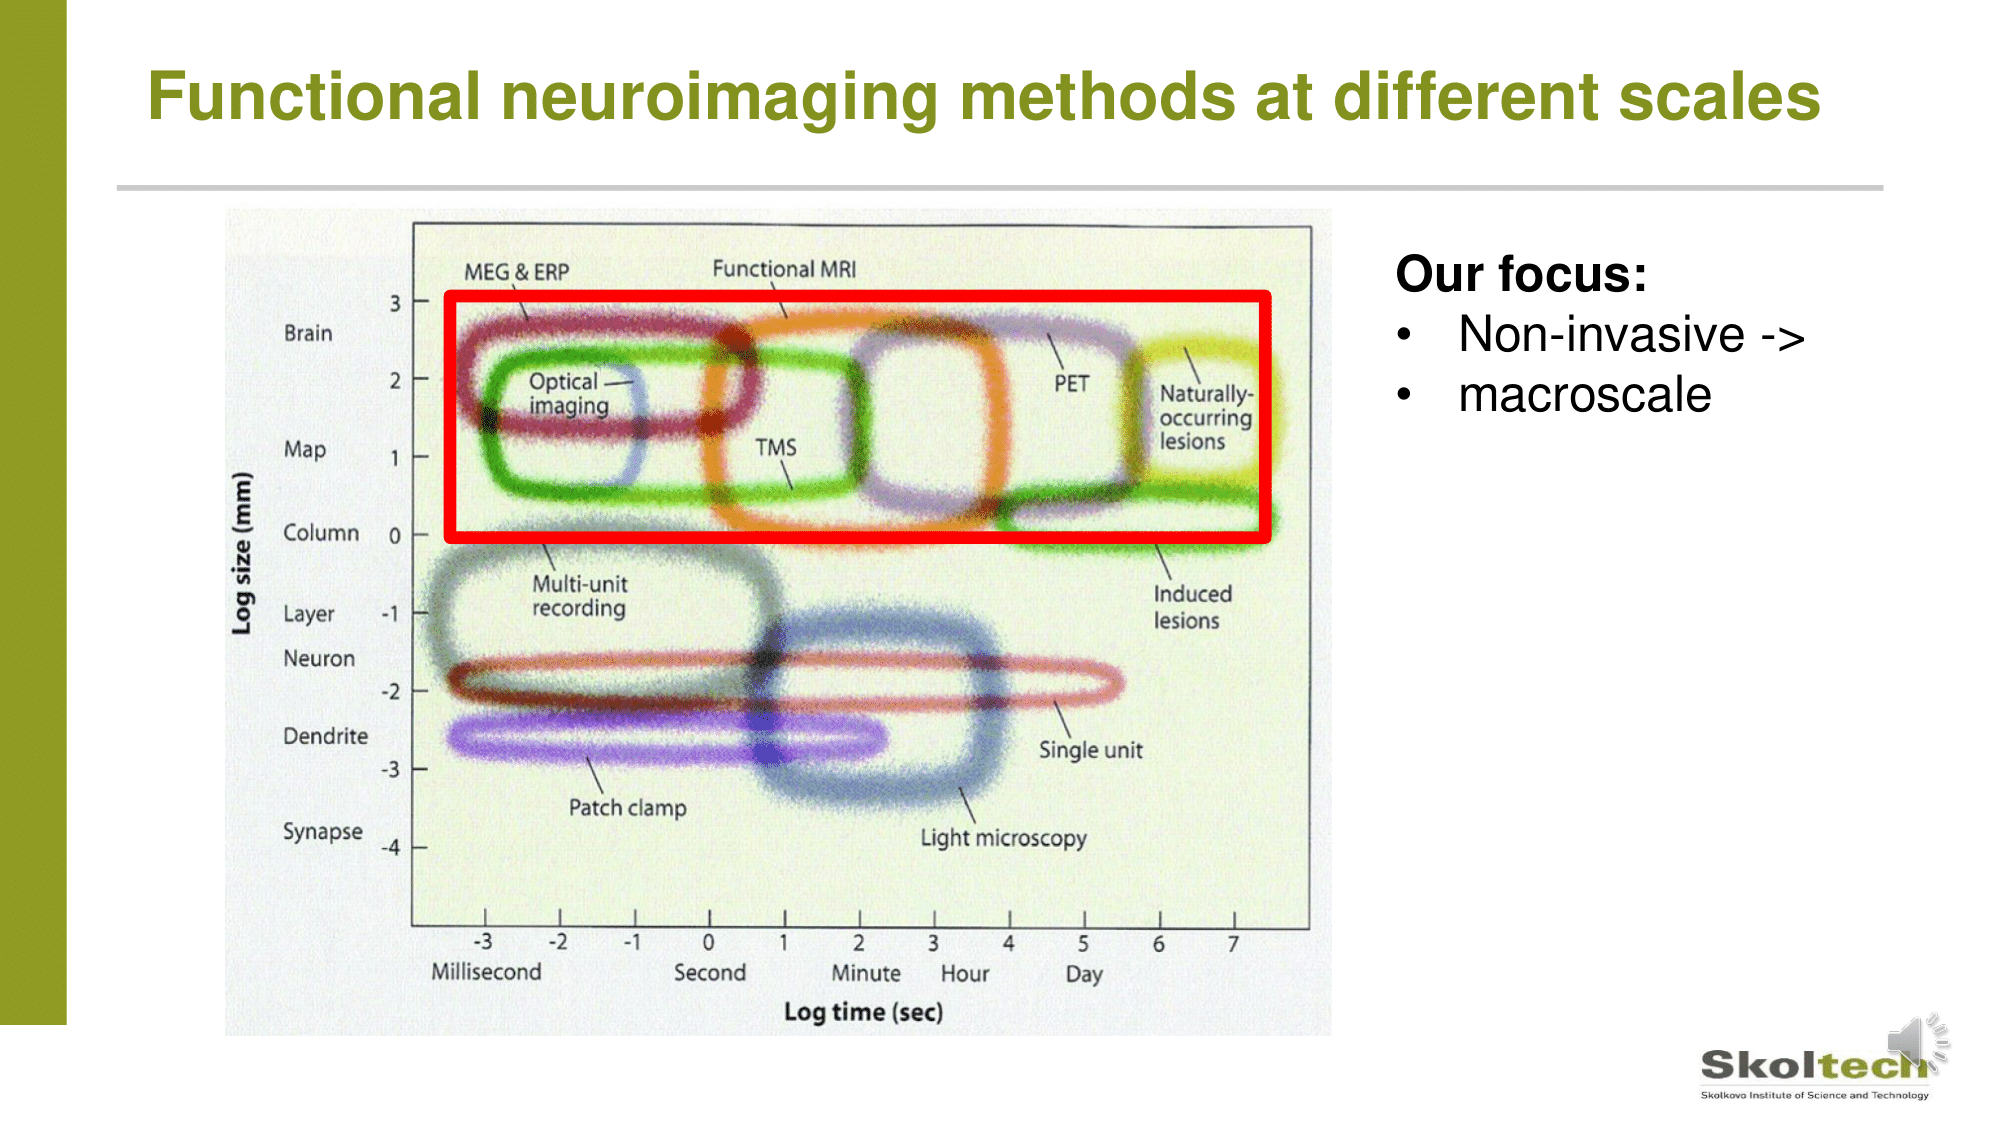 Functional neuroimaging methods at different scales
MEG & ERP
Functional MRI
Optical
imaging
TMS
PET
Naturally-
occurring
lesions
Multi-unit
recording
Induced
lesions
Single unit
Patch clamp
Light microscopy
Log size (mm)
Brain
Map
Column
Layer
Neuron
Dendrite
Synapse
3
2
1
0
-1
-2
-3
-4
-3 -2 -1 0 1 2 3 4 5 6 7
Millisecond Second Minute Hour Day
Log time (sec)
Our focus:
• Non-invasive ->
• macroscale
Skoltech
Skolkovo Institute of Science and Technology